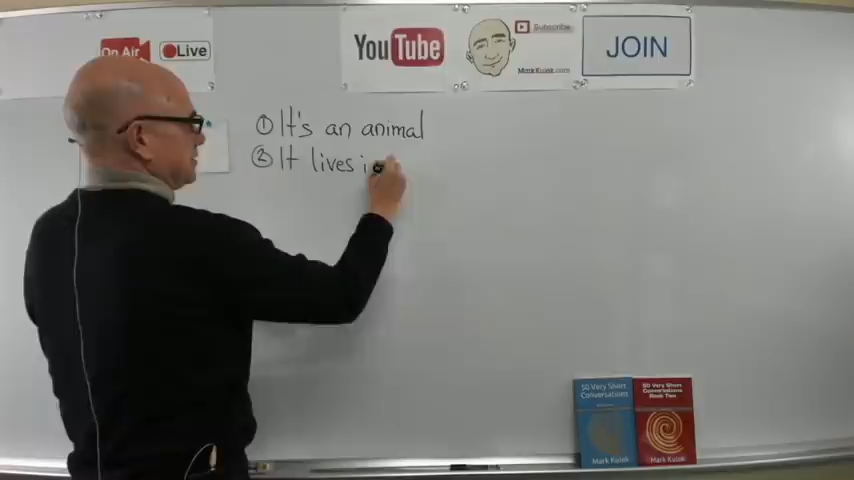 On Air
Live
YouTube
Subscribe
MarkKulek.com
JOIN
① It's an animal
② It lives i
50 Very Short
Conversations
Mark Kulek
50 Very Short
Conversations
Book Two
Mark Kulek